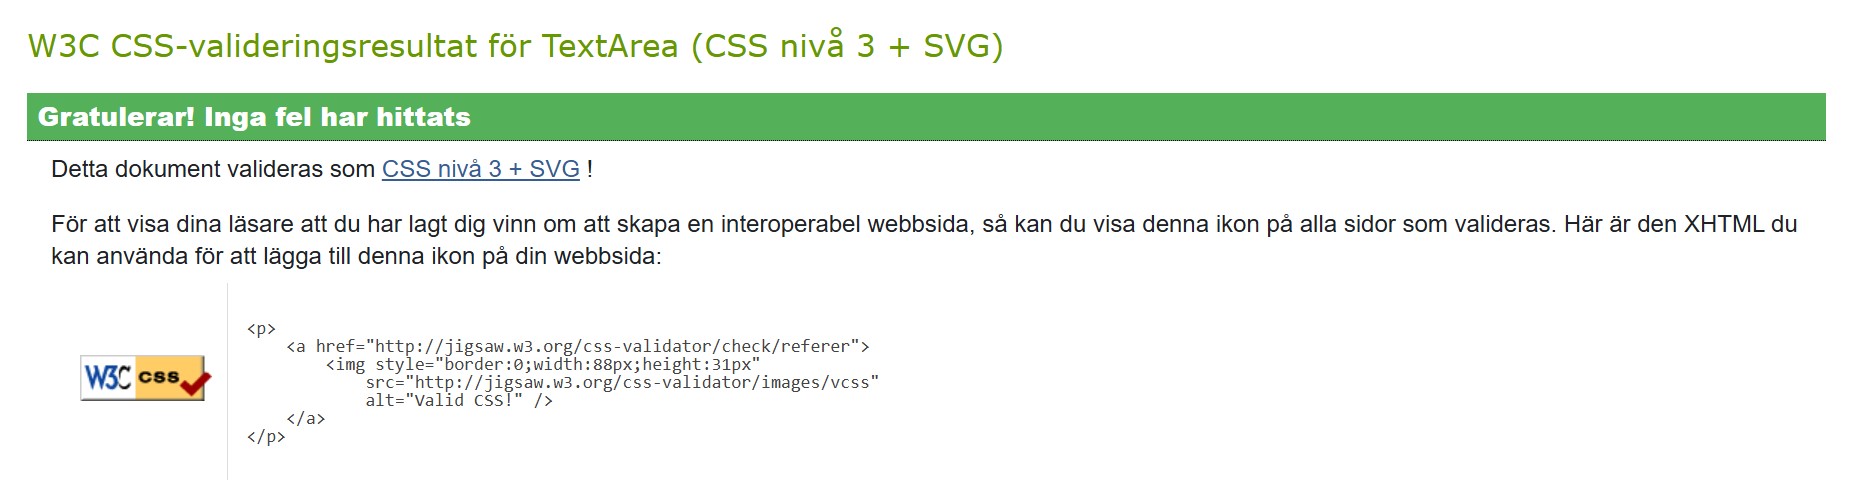 W3C CSS-valideringsresultat för TextArea (CSS nivå 3 + SVG)
Gratulerar! Inga fel har hittats
Detta dokument valideras som CSS nivå 3 + SVG !
För att visa dina läsare att du har lagt dig vinn om att skapa en interoperabel webbsida, så kan du visa denna ikon på alla sidor som valideras. Här är den XHTML du
kan använda för att lägga till denna ikon på din webbsida:
W3C css
<p>
    <a href="http://jigsaw.w3.org/css-validator/check/referer">
        <img style="border:0;width:88px;height:31px"
            src="http://jigsaw.w3.org/css-validator/images/vcss"
            alt="Valid CSS!" />
    </a>
</p>